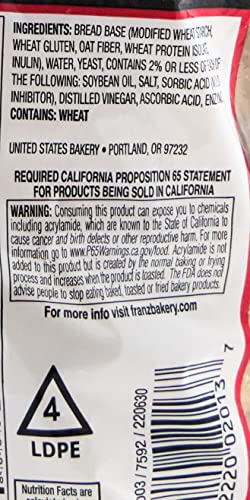 INGREDIENTS: BREAD BASE (MODIFIED WHEAT STARCH,
WHEAT GLUTEN, OAT FIBER, WHEAT PROTEIN ISOLATE,
INULIN), WATER, YEAST, CONTAINS 2% OR LESS OF
THE FOLLOWING: SOYBEAN OIL, SALT, SORBIC ACID
INHIBITOR), DISTILLED VINEGAR, ASCORBIC ACID,
CONTAINS: WHEAT
UNITED STATES BAKERY • PORTLAND, OR 97232
REQUIRED CALIFORNIA PROPOSITION 65 STATEMENT
FOR PRODUCTS BEING SOLD IN CALIFORNIA
WARNING: Consuming this product can expose you to chemicals
including acrylamide, which are known to the State of California to
cause cancer and birth defects or other reproductive harm. For more
information go to www.P65Warnings.ca.gov/food. Acrylamide is not
added to this product but is created by the normal baking or frying
process and increases when the product is toasted. The FDA does not
advise people to stop eating baked, toasted or fried bakery products.
For more info visit franzbakery.com
4
LDPE
003 / 7592 / 220630
7
Nutrition Facts are